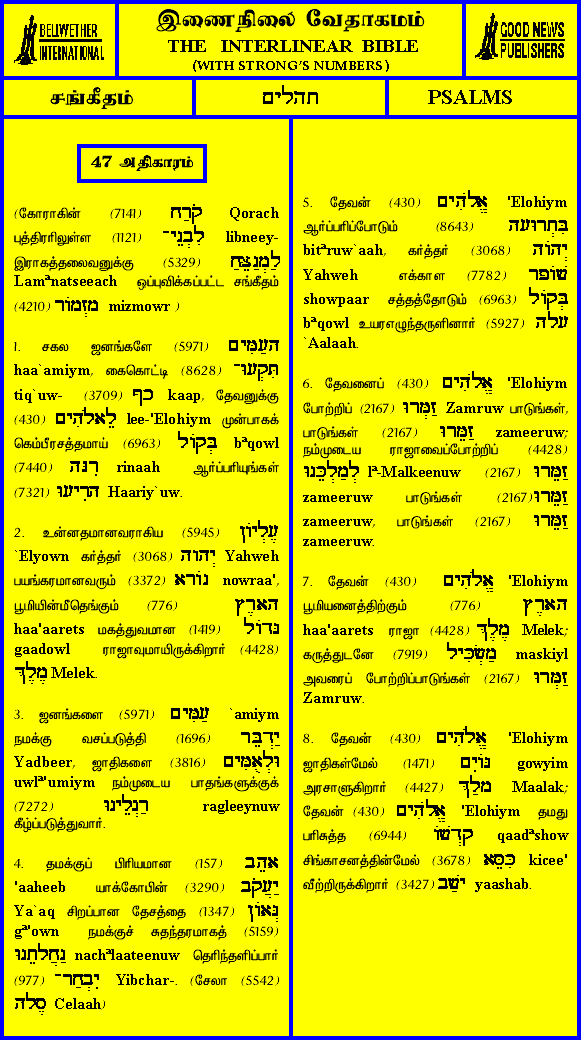 BELLWETHER
INTERNATIONAL
இணைநிலை வேதாகமம்
THE INTERLINEAR BIBLE
(WITH STRONG'S NUMBERS)
GOOD NEWS
PUBLISHERS
சங்கீதம்
תהלים
PSALMS
47 அதிகாரம்
(கோராகின் (7141) קֹרַח Qorach
புத்திரரிலுள்ள (1121) לִבְנֵי־ libneey-
இராகத்தலைவனுக்கு (5329) לַמְנַצֵּחַ
Lamªnatseeach ஒப்புவிக்கப்பட்ட சங்கீதம்
(4210) מִזְמוֹר mizmowr )
1. சகல ஜனங்களே (5971) הָעַמִּים
haa`amiym, கைகொட்டி (8628) תִּקְעוּ־
tiq`uw- (3709) כַף kaap, தேவனுக்கு
(430) לֵאלֹהִים lee-'Elohiym முன்பாகக்
கெம்பீரசத்தமாய் (6963) בְּקוֹל bªqowl
(7440) רִנָּה rinaah ஆர்ப்பரியுங்கள்
(7321) הָרִיעוּ Haariy`uw.
2. உன்னதமானவராகிய (5945) עֶלְיוֹן
`Elyown கர்த்தர் (3068) יְהוָה Yahweh
பயங்கரமானவரும் (3372) נוֹרָא nowraa',
பூமியின்மீதெங்கும் (776) הָאָרֶץ
haa'aarets மகத்துவமான (1419) גָּדוֹל
gaadowl ராஜாவுமாயிருக்கிறார் (4428)
מֶלֶךְ Melek.
3. ஜனங்களை (5971) עַמִּים `amiym
நமக்கு வசப்படுத்தி (1696) יַדְבֵּר
Yadbeer, ஜாதிகளை (3816) וּלְאֻמִּים
uwlª'umiym நம்முடைய பாதங்களுக்குக்
(7272) רַגְלֵינוּ ragleeynuw
கீழ்ப்படுத்துவார்.
4. தமக்குப் பிரியமான (157) אָהֵב
'aaheeb யாக்கோபின் (3290) יַעֲקֹב
Ya`aq சிறப்பான தேசத்தை (1347) גְּאוֹן
gª'own நமக்குச் சுதந்தரமாகத் (5159)
נַחֲלָתֵנוּ nachªlaateenuw தெரிந்தளிப்பார்
(977) יִבְחַר־ Yibchar-. (சேலா (5542)
סֶלָה Celaah)
5. தேவன் (430) אֱלֹהִים 'Elohiym
ஆர்ப்பரிப்போடும் (8643) בִּתְרוּעָה
bitªruw`aah, கர்த்தர் (3068) יְהוָה
Yahweh எக்காள (7782) שׁוֹפָר
showpaar சத்தத்தோடும் (6963) בְּקוֹל
bªqowl உயரஎழுந்தருளினார் (5927) עָלָה
`Aalaah.
6. தேவனைப் (430) אֱלֹהִים 'Elohiym
போற்றிப் (2167) זַמְּרוּ Zamruw பாடுங்கள்,
பாடுங்கள் (2167) זַמֵּרוּ zameeruw;
நம்முடைய ராஜாவைப்போற்றிப் (4428)
לְמַלְכֵּנוּ lª-Malkeenuw (2167) זַמֵּרוּ
zameeruw பாடுங்கள் (2167) זַמֵּרוּ
zameeruw, பாடுங்கள் (2167) זַמֵּרוּ
zameeruw.
7. தேவன் (430) אֱלֹהִים 'Elohiym
பூமியனைத்திற்கும் (776) הָאָרֶץ
haa'aarets ராஜா (4428) מֶלֶךְ Melek;
கருத்துடனே (7919) מַשְׂכִּיל maskiyl
அவரைப் போற்றிப்பாடுங்கள் (2167) זַמְּרוּ
Zamruw.
8. தேவன் (430) אֱלֹהִים 'Elohiym
ஜாதிகள்மேல் (1471) גּוֹיִם gowyim
அரசாளுகிறார் (4427) מָלַךְ Maalak;
தேவன் (430) אֱלֹהִים 'Elohiym தமது
பரிசுத்த (6944) קָדְשׁוֹ qaadªshow
சிங்காசனத்தின்மேல் (3678) כִּסֵּא kicee'
வீற்றிருக்கிறார் (3427) יָשַׁב yaashab.